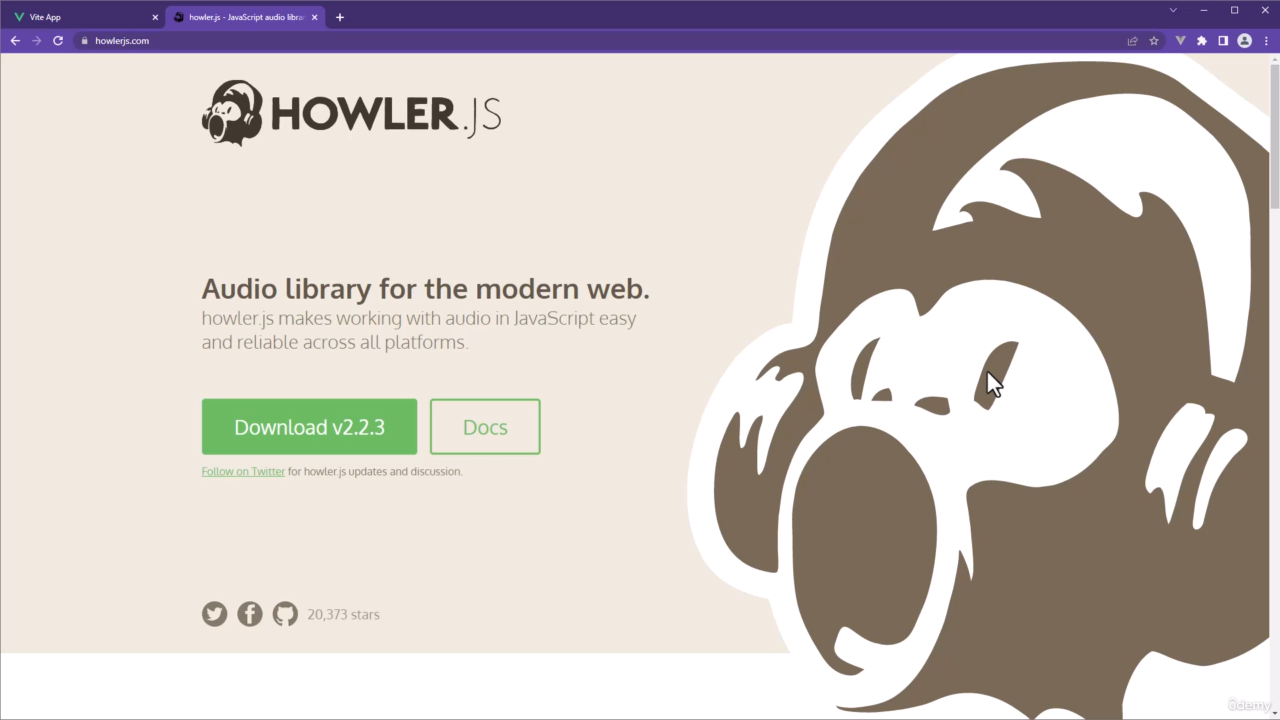 Vite App
howler.js - JavaScript audio librar
howlerjs.com
HOWLER.JS
Audio library for the modern web.
howler.js makes working with audio in JavaScript easy
and reliable across all platforms.
Download v2.2.3
Docs
Follow on Twitter for howler.js updates and discussion.
20,373 stars
ûdemy